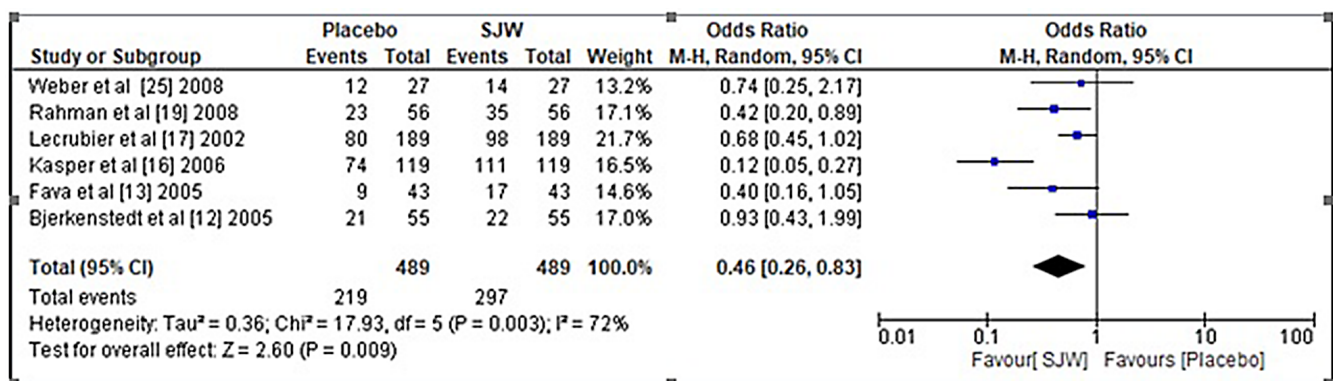 Placebo SJW Odds Ratio Odds Ratio
Study or Subgroup Events Total Events Total Weight M-H, Random, 95% CI M-H, Random, 95% CI
Weber et al [25] 2008 12 27 14 27 13.2% 0.74 [0.25, 2.17]
Rahman et al [19] 2008 23 56 35 56 17.1% 0.42 [0.20, 0.89]
Lecrubier et al [17] 2002 80 189 98 189 21.7% 0.68 [0.45, 1.02]
Kasper et al [16] 2006 74 119 111 119 16.5% 0.12 [0.05, 0.27]
Fava et al [13] 2005 9 43 17 43 14.6% 0.40 [0.16, 1.05]
Bjerkenstedt et al [12] 2005 21 55 22 55 17.0% 0.93 [0.43, 1.99]
Total (95% CI) 489 489 100.0% 0.46 [0.26, 0.83]
Total events 219 297
Heterogeneity: Tau² = 0.36; Chi² = 17.93, df = 5 (P = 0.003); I² = 72%
Test for overall effect: Z = 2.60 (P = 0.009)
0.01 0.1 1 10 100
Favour[ SJW] Favours [Placebo]